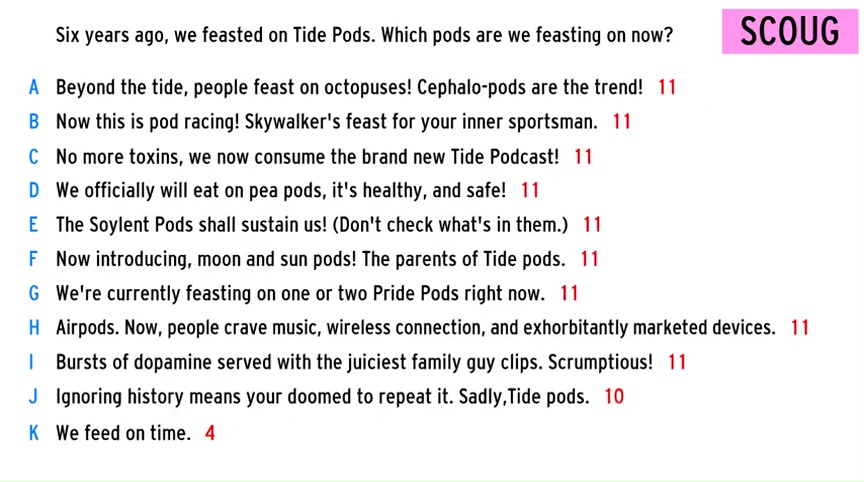 Six years ago, we feasted on Tide Pods. Which pods are we feasting on now?
SCOUG
A Beyond the tide, people feast on octopuses! Cephalo-pods are the trend! 11
B Now this is pod racing! Skywalker's feast for your inner sportsman. 11
C No more toxins, we now consume the brand new Tide Podcast! 11
D We officially will eat on pea pods, it's healthy, and safe! 11
E The Soylent Pods shall sustain us! (Don't check what's in them.) 11
F Now introducing, moon and sun pods! The parents of Tide pods. 11
G We're currently feasting on one or two Pride Pods right now. 11
H Airpods. Now, people crave music, wireless connection, and exhorbitantly marketed devices. 11
I Bursts of dopamine served with the juiciest family guy clips. Scrumptious! 11
J Ignoring history means your doomed to repeat it. Sadly,Tide pods. 10
K We feed on time. 4